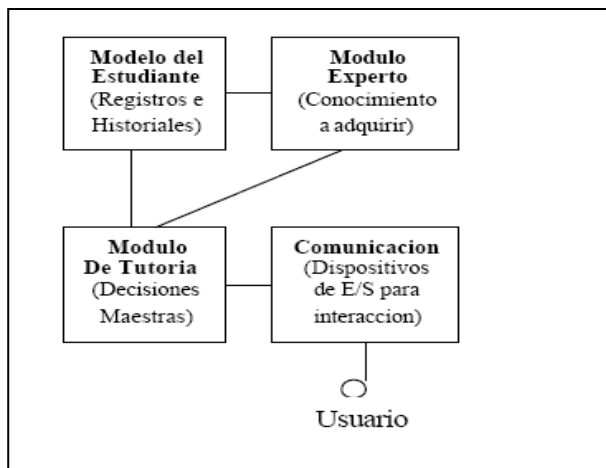 Modelo del
Estudiante
(Registros e
Historiales)
Modulo
Experto
(Conocimiento
a adquirir)
Modulo
De Tutoria
(Decisiones
Maestras)
Comunicacion
(Dispositivos
de E/S para
interaccion)
Usuario